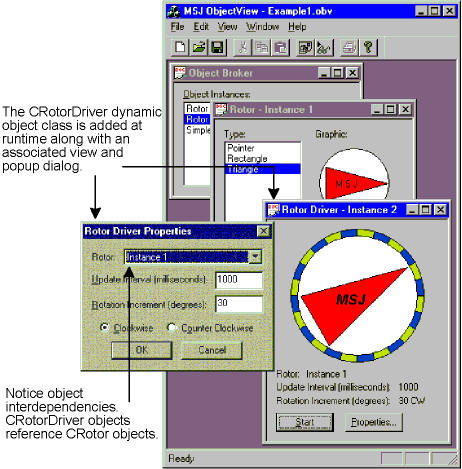 MSJ ObjectView - Example1.obv
File Edit View Window Help
Object Broker
Object Instances:
Rotor
Rotor
Simple
Rotor - Instance 1
Type:
Pointer
Rectangle
Triangle
Graphic:
MSJ
The CRotorDriver dynamic
object class is added at
runtime along with an
associated view and
popup dialog.
Rotor Driver - Instance 2
MSJ
Rotor: Instance 1
Update Interval (milliseconds): 1000
Rotation Increment (degrees): 30 CW
Start Properties...
Rotor Driver Properties
Rotor: Instance 1
Update Interval (milliseconds): 1000
Rotation Increment (degrees): 30
Clockwise Counter Clockwise
OK Cancel
Notice object
interdependencies.
CRotorDriver objects
reference CRotor objects.
Ready